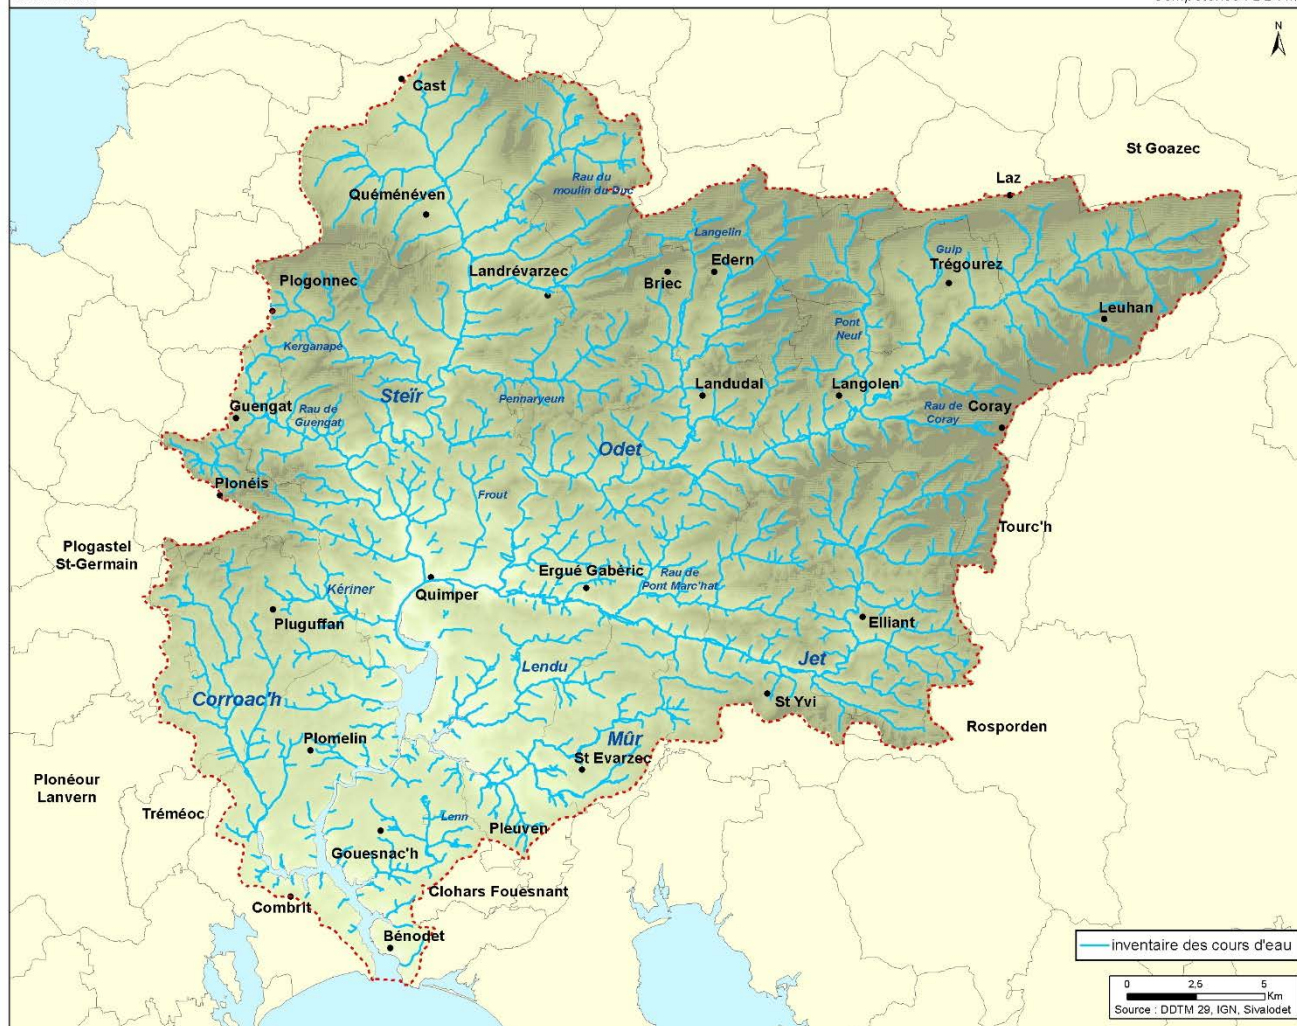 N
Cast
St Goazec
Laz
Rau du
moulin du Duc
Quéménéven
Langelin
Guip
Edern
Trégourez
Landrévarzec
Briec
Plogonnec
Leuhan
Pont
Neuf
Kerganapé
Steïr
Landudal
Langolen
Pennaryeun
Guengat
Rau de
Guengat
Rau de
Coray
Coray
Odet
Plonéis
Frout
Tourc'h
Plogastel
St-Germain
Ergué Gabéric
Rau de
Pont Marc'hat
Kériner
Quimper
Pluguffan
Elliant
Lendu
Jet
Corroac'h
St Yvi
Rosporden
Plomelin
Mûr
St Evarzec
Plonéour
Lanvern
Tréméoc
Lenn
Pleuven
Gouesnac'h
Clohars Fouesnant
Combrit
Bénodet
inventaire des cours d'eau
0 2,5 5
Km
Source : DDTM 29, IGN, Sivalodet